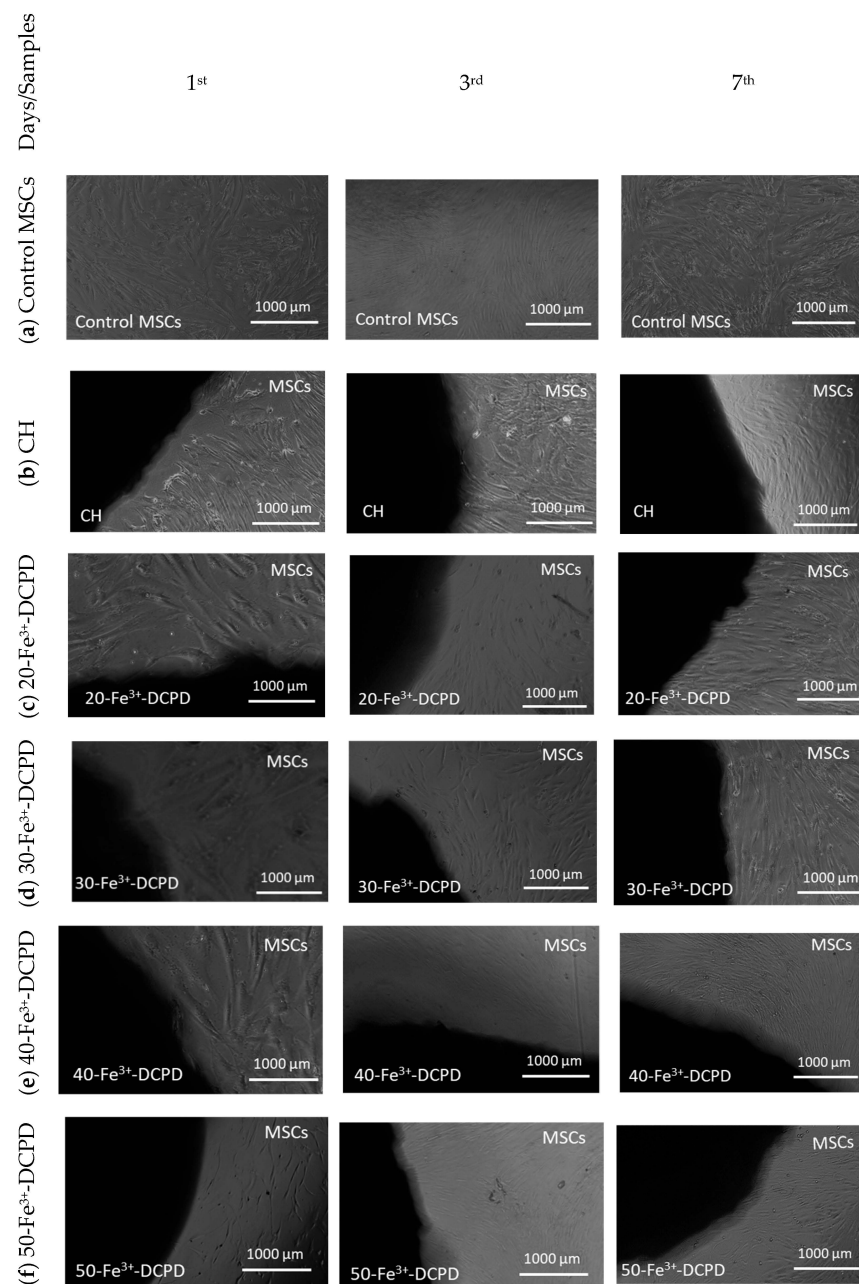 Days/Samples
1st
3rd
7th
(a) Control MSCs
1000 µm
Control MSCs
1000 µm
Control MSCs
1000 µm
Control MSCs
(b) CH
MSCs
1000 µm
CH
MSCs
1000 µm
CH
MSCs
1000 µm
CH
(c) 20-Fe³⁺-DCPD
MSCs
1000 µm
20-Fe³⁺-DCPD
MSCs
1000 µm
20-Fe³⁺-DCPD
MSCs
1000 µm
20-Fe³⁺-DCPD
(d) 30-Fe³⁺-DCPD
MSCs
1000 µm
30-Fe³⁺-DCPD
MSCs
1000 µm
30-Fe³⁺-DCPD
MSCs
1000 µm
30-Fe³⁺-DCPD
(e) 40-Fe³⁺-DCPD
MSCs
1000 µm
40-Fe³⁺-DCPD
MSCs
1000 µm
40-Fe³⁺-DCPD
MSCs
1000 µm
40-Fe³⁺-DCPD
(f) 50-Fe³⁺-DCPD
MSCs
1000 µm
50-Fe³⁺-DCPD
MSCs
1000 µm
50-Fe³⁺-DCPD
MSCs
1000 µm
50-Fe³⁺-DCPD